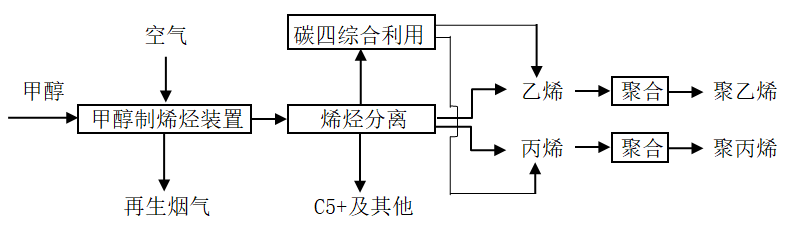 空气
碳四综合利用
甲醇
乙烯
聚合
聚乙烯
甲醇制烯烃装置
烯烃分离
丙烯
聚合
聚丙烯
再生烟气
C5+及其他